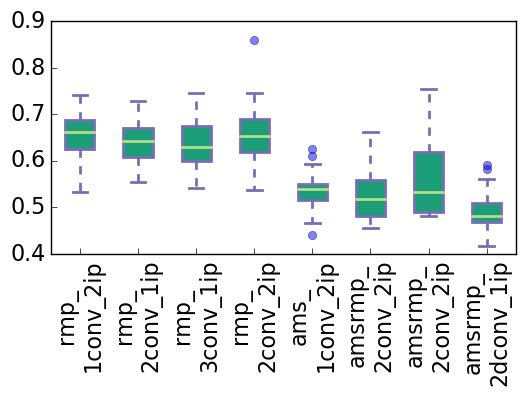 0.9
0.8
0.7
0.6
0.5
0.4
rmp_
1conv_2ip
rmp_
2conv_1ip
rmp_
3conv_1ip
rmp_
2conv_2ip
ams_
1conv_2ip
amsrmp_
2conv_2ip
amsrmp_
2conv_2ip
amsrmp_
2dconv_1ip